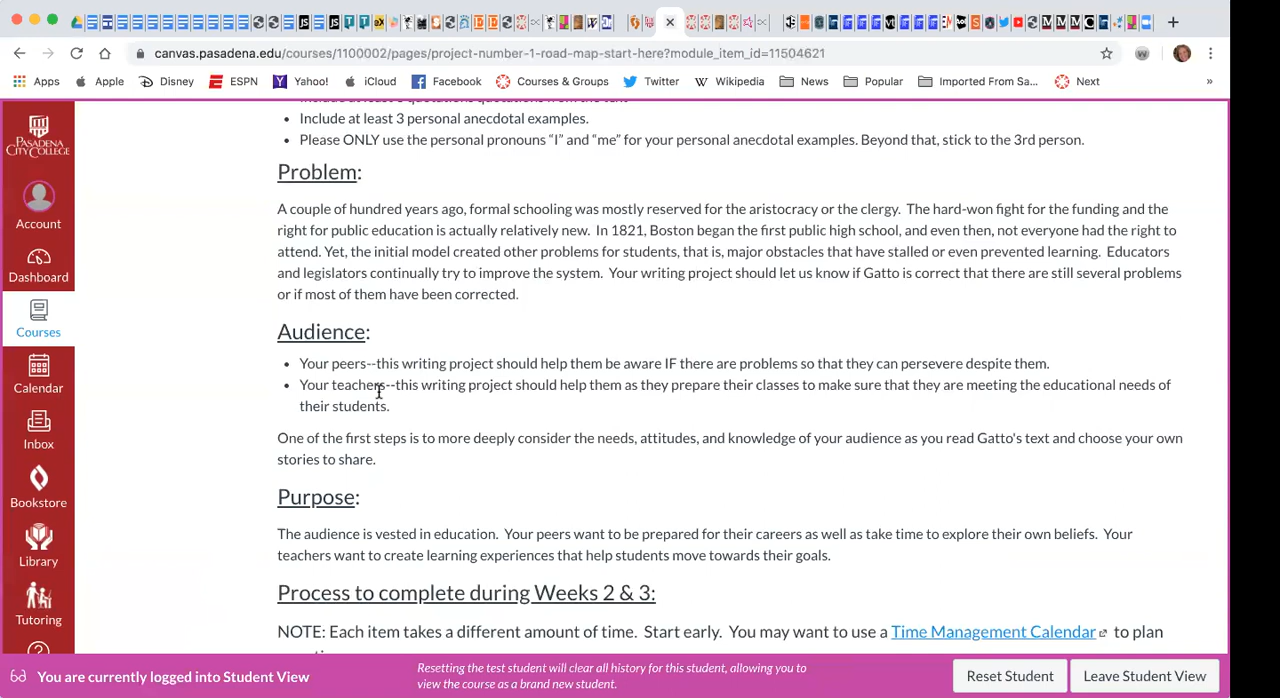 canvas.pasadena.edu/courses/1100002/pages/project-number-1-road-map-start-here?module_item_id=11504621
Apps Apple Disney ESPN Yahoo! iCloud Facebook Courses & Groups Twitter Wikipedia News Popular Imported From Sa... Next »
PASADENA
CITY COLLEGE
Account
Dashboard
Courses
Calendar
Inbox
Bookstore
Library
Tutoring
Include at least 3 personal anecdotal examples.
Please ONLY use the personal pronouns “I” and “me” for your personal anecdotal examples. Beyond that, stick to the 3rd person.
Problem:
A couple of hundred years ago, formal schooling was mostly reserved for the aristocracy or the clergy. The hard-won fight for the funding and the
right for public education is actually relatively new. In 1821, Boston began the first public high school, and even then, not everyone had the right to
attend. Yet, the initial model created other problems for students, that is, major obstacles that have stalled or even prevented learning. Educators
and legislators continually try to improve the system. Your writing project should let us know if Gatto is correct that there are still several problems
or if most of them have been corrected.
Audience:
Your peers--this writing project should help them be aware IF there are problems so that they can persevere despite them.
Your teachers--this writing project should help them as they prepare their classes to make sure that they are meeting the educational needs of
their students.
One of the first steps is to more deeply consider the needs, attitudes, and knowledge of your audience as you read Gatto's text and choose your own
stories to share.
Purpose:
The audience is vested in education. Your peers want to be prepared for their careers as well as take time to explore their own beliefs. Your
teachers want to create learning experiences that help students move towards their goals.
Process to complete during Weeks 2 & 3:
NOTE: Each item takes a different amount of time. Start early. You may want to use a Time Management Calendar to plan
You are currently logged into Student View
Resetting the test student will clear all history for this student, allowing you to
view the course as a brand new student.
Reset Student
Leave Student View